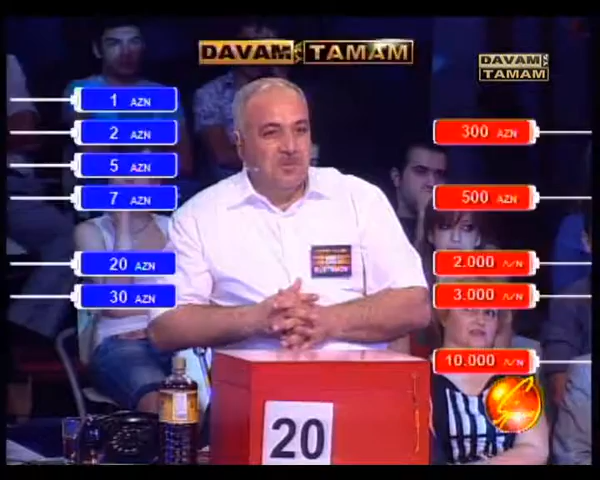 DAVAM TAMAM
DAVAM
TAMAM
1 AZN
2 AZN
5 AZN
7 AZN
20 AZN
30 AZN
300 AZN
500 AZN
2.000 AZN
3.000 AZN
10.000 AZN
20